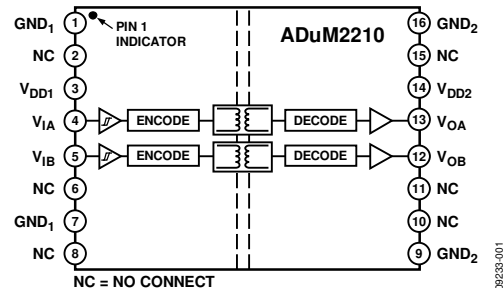 GND1 1
PIN 1
INDICATOR
ADuM2210
16 GND2
NC 2
15 NC
VDD1 3
14 VDD2
VIA 4 ENCODE DECODE 13 VOA
VIB 5 ENCODE DECODE 12 VOB
NC 6
11 NC
GND1 7
10 NC
NC 8
9 GND2
NC = NO CONNECT
09233-001